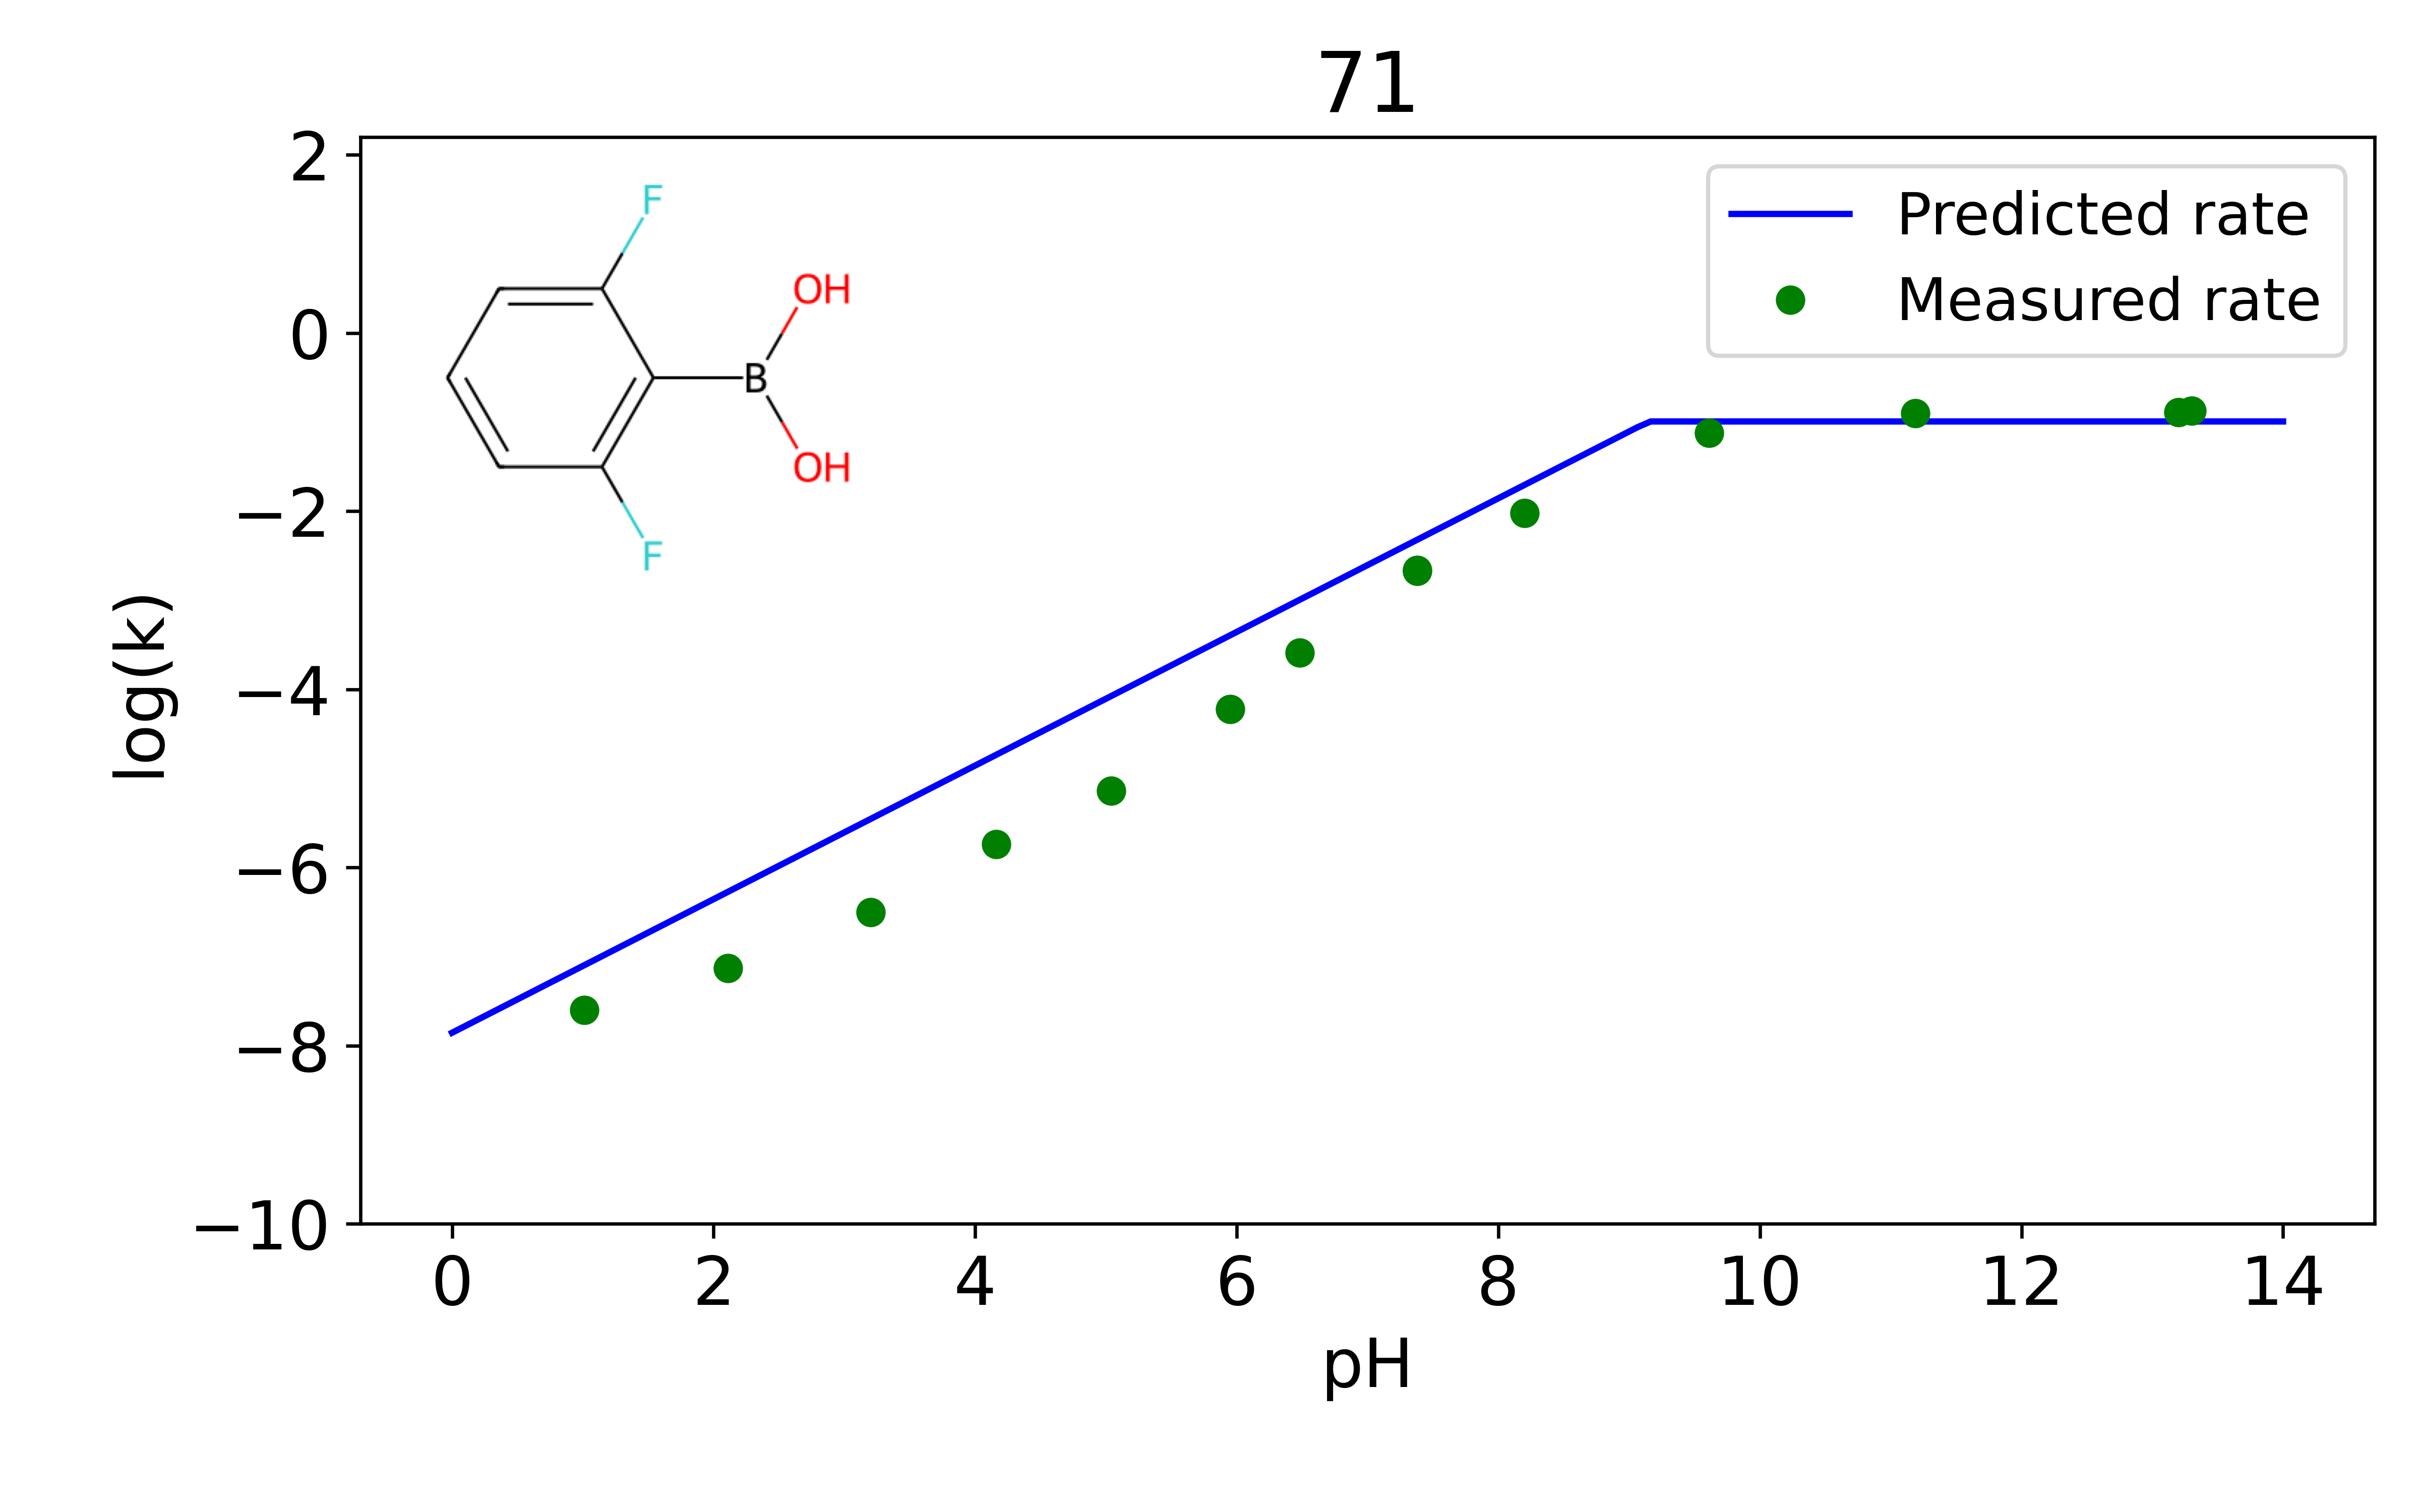 71
2
0
−2
−4
−6
−8
−10
log(k)
F
OH
B
OH
F
Predicted rate
Measured rate
0 2 4 6 8 10 12 14
pH